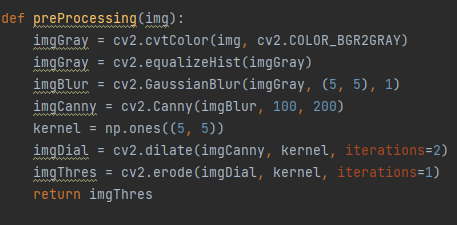 def preProcessing(img):
imgGray = cv2.cvtColor(img, cv2.COLOR_BGR2GRAY)
imgGray = cv2.equalizeHist(imgGray)
imgBlur = cv2.GaussianBlur(imgGray, (5, 5), 1)
imgCanny = cv2.Canny(imgBlur, 100, 200)
kernel = np.ones((5, 5))
imgDial = cv2.dilate(imgCanny, kernel, iterations=2)
imgThres = cv2.erode(imgDial, kernel, iterations=1)
return imgThres